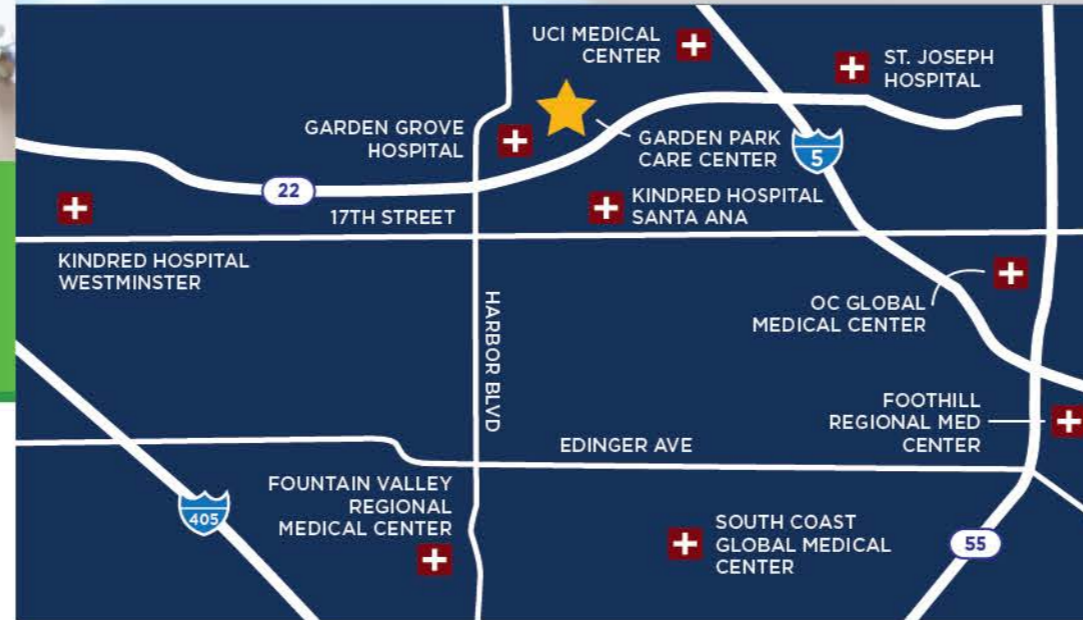 UCI MEDICAL
CENTER
ST. JOSEPH
HOSPITAL
GARDEN GROVE
HOSPITAL
GARDEN PARK
CARE CENTER
5
22
17TH STREET
KINDRED HOSPITAL
SANTA ANA
KINDRED HOSPITAL
WESTMINSTER
OC GLOBAL
MEDICAL CENTER
HARBOR BLVD
FOOTHILL
REGIONAL MED
CENTER
EDINGER AVE
405
FOUNTAIN VALLEY
REGIONAL
MEDICAL CENTER
SOUTH COAST
GLOBAL MEDICAL
CENTER
55